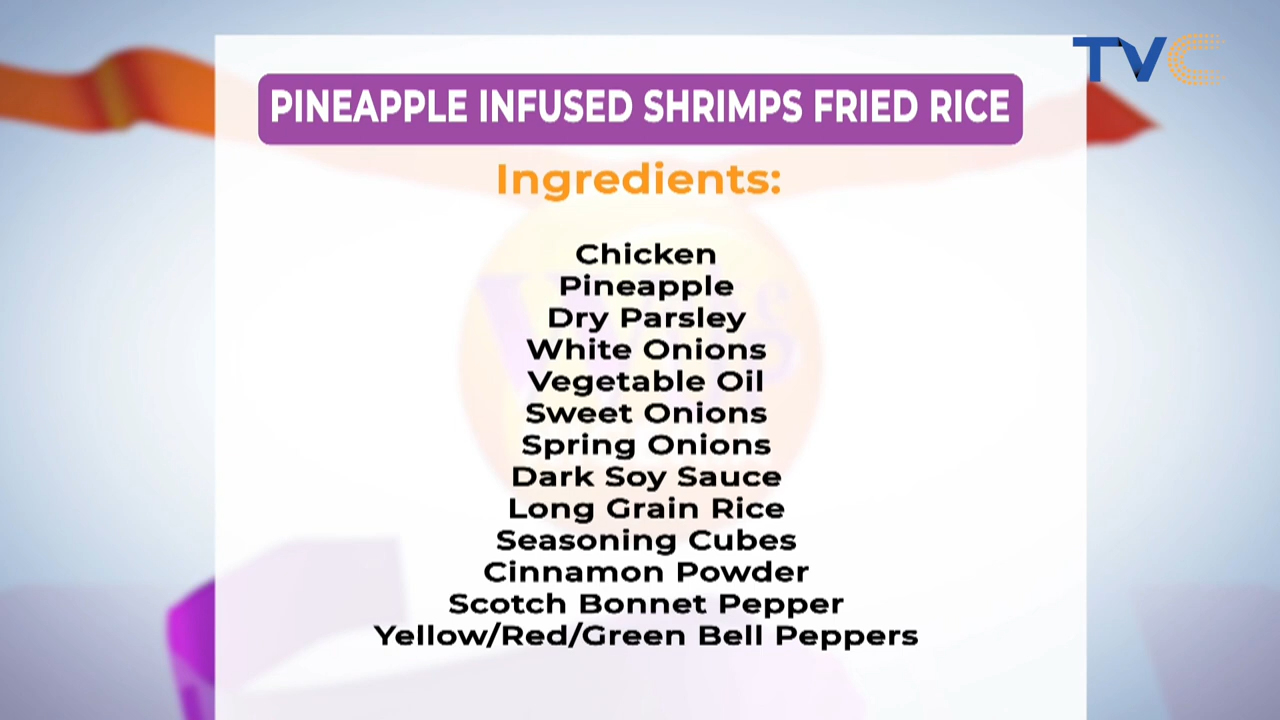 TVC
PINEAPPLE INFUSED SHRIMPS FRIED RICE
Ingredients:
Chicken
Pineapple
Dry Parsley
White Onions
Vegetable Oil
Sweet Onions
Spring Onions
Dark Soy Sauce
Long Grain Rice
Seasoning Cubes
Cinnamon Powder
Scotch Bonnet Pepper
Yellow/Red/Green Bell Peppers